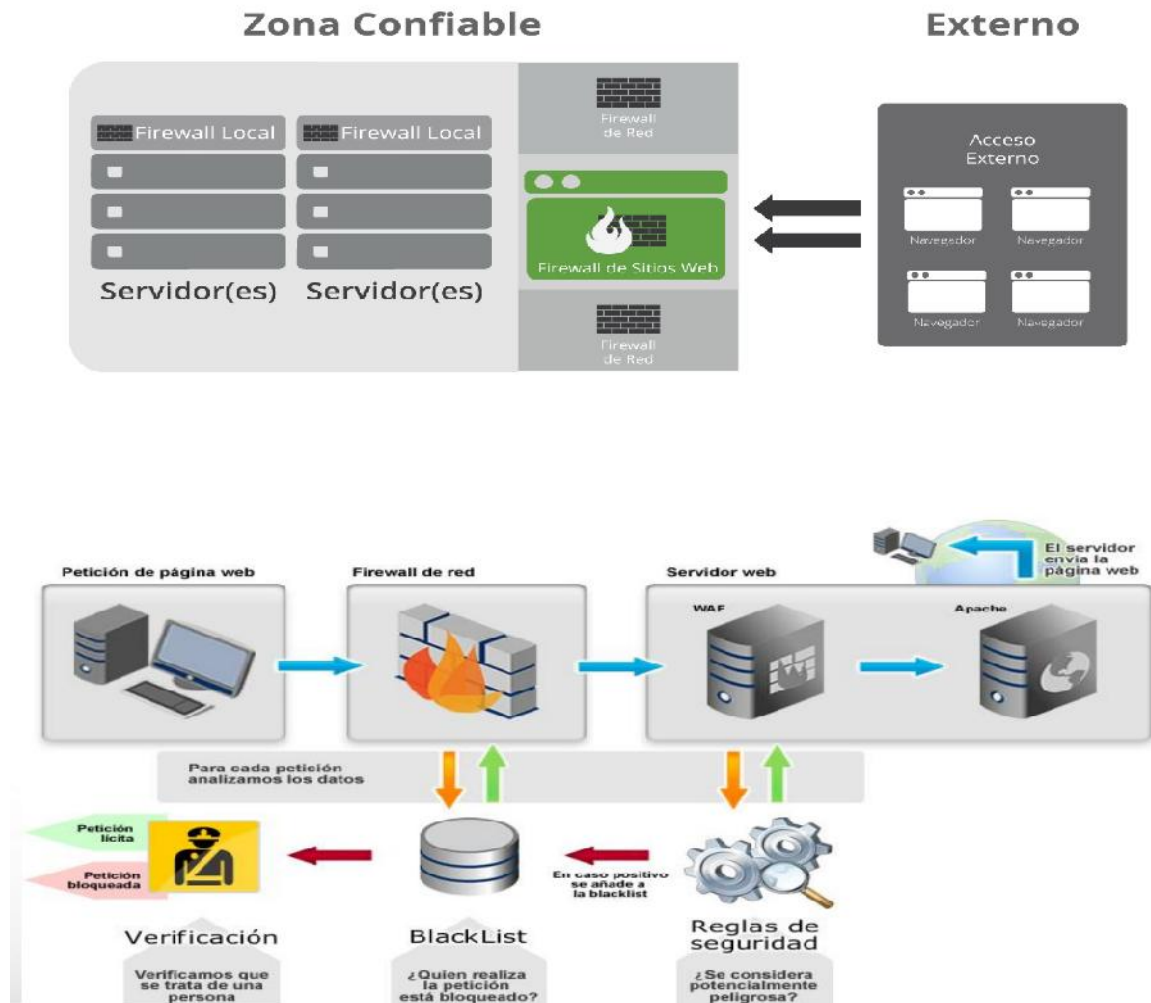 Zona Confiable
Externo
Firewall Local
Firewall Local
Servidor(es)
Servidor(es)
Firewall
de Red
Firewall de Sitios Web
Firewall
de Red
Acceso
Externo
Navegador
Navegador
Navegador
Navegador
El servidor
envía la
página web
Petición de página web
Firewall de red
Servidor web
WAF
Apache
Para cada petición
analizamos los datos
Petición
lícita
Petición
bloqueada
En caso positivo
se añade a
la blacklist
Verificación
BlackList
Reglas de
seguridad
Verificamos que
se trata de una
persona
¿Quien realiza
la petición
está bloqueado?
¿Se considera
potencialmente
peligrosa?